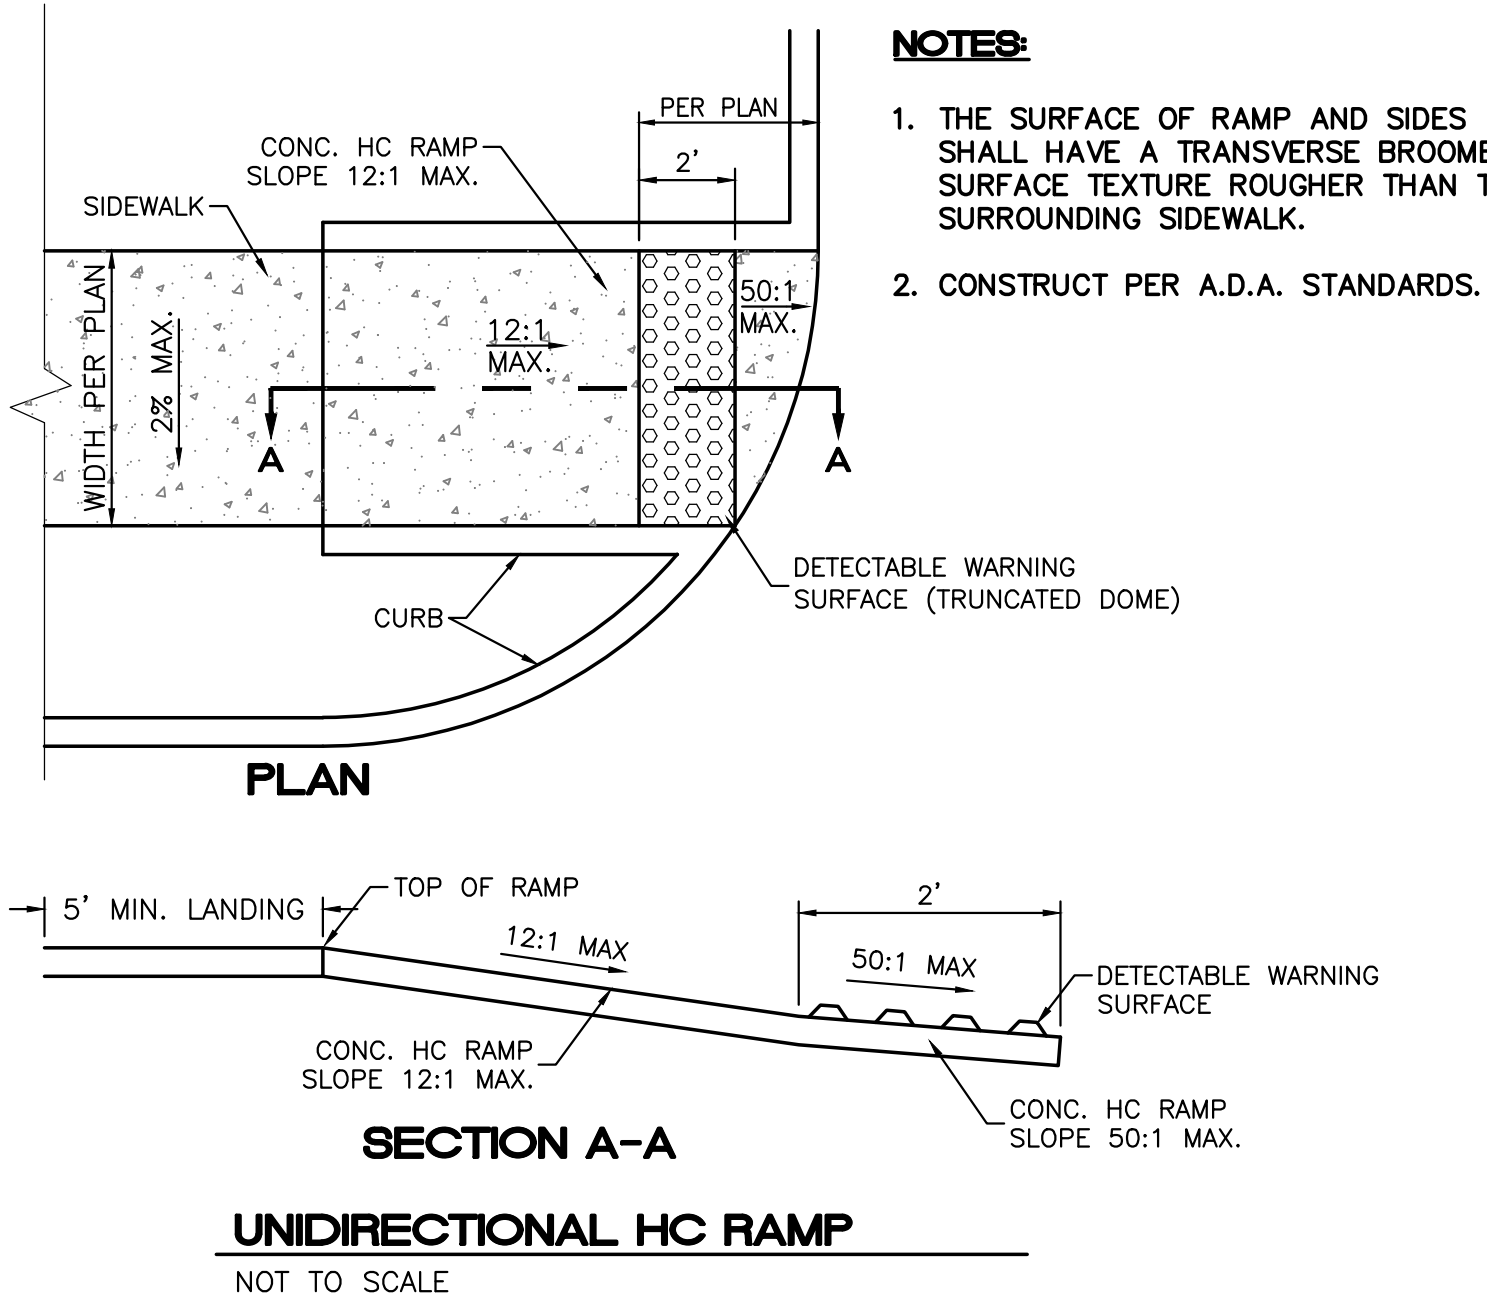 NOTES:
1. THE SURFACE OF RAMP AND SIDES
SHALL HAVE A TRANSVERSE
SURFACE TEXTURE ROUGHER THAN
SURROUNDING SIDEWALK.
2. CONSTRUCT PER A.D.A. STANDARDS.
PER PLAN
2'
CONC. HC RAMP
SLOPE 12:1 MAX.
SIDEWALK
WIDTH PER PLAN
2% MAX.
12:1
MAX.
50:1
MAX.
A
A
DETECTABLE WARNING
SURFACE (TRUNCATED DOME)
CURB
PLAN
5' MIN. LANDING
TOP OF RAMP
12:1 MAX
2'
50:1 MAX
DETECTABLE WARNING
SURFACE
CONC. HC RAMP
SLOPE 12:1 MAX.
CONC. HC RAMP
SLOPE 50:1 MAX.
SECTION A-A
UNIDIRECTIONAL HC RAMP
NOT TO SCALE